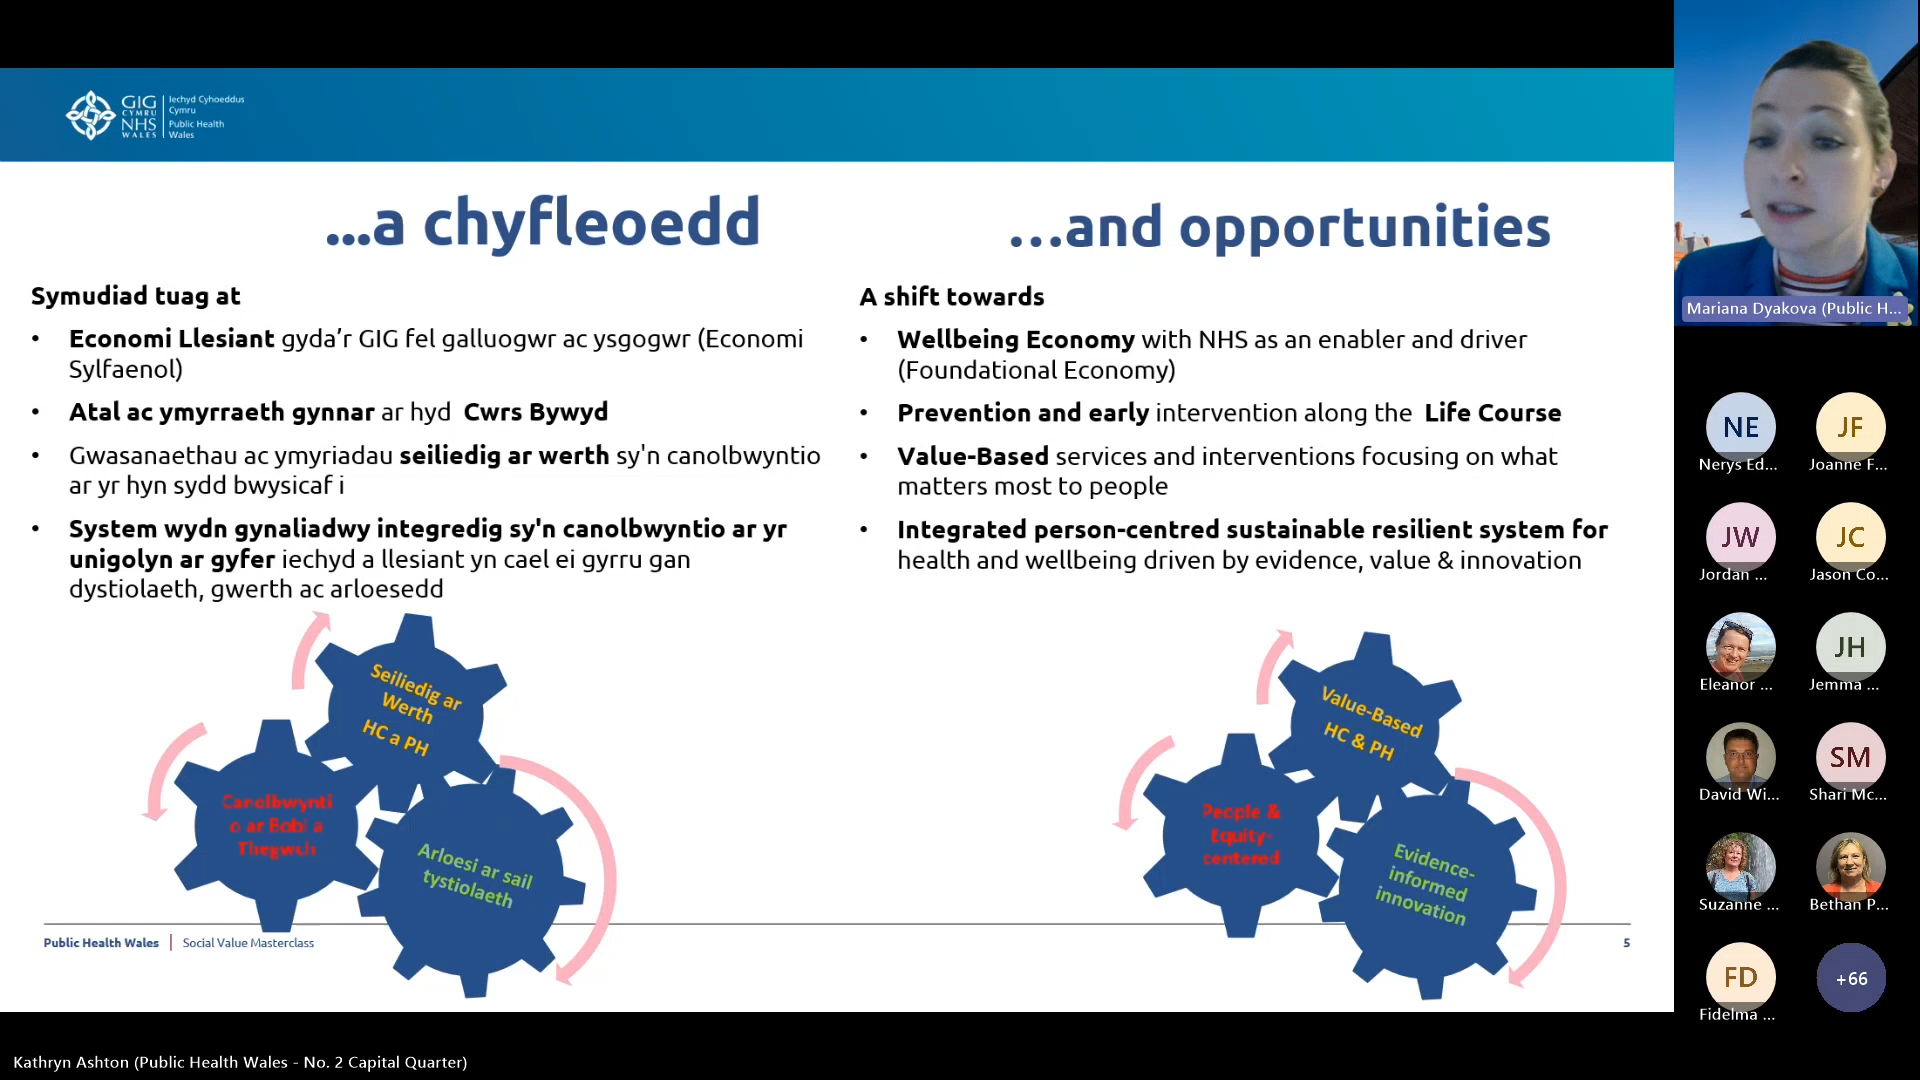 GIG
CYMRU
NHS
WALES
Iechyd Cyhoeddus
Cymru
Public Health
Wales
...a chyfleoedd
Symudiad tuag at
• Economi Llesiant gyda’r GIG fel galluogwr ac ysgogwr (Economi
Sylfaenol)
• Atal ac ymyrraeth gynnar ar hyd Cwrs Bywyd
• Gwasanaethau ac ymyriadau seiliedig ar werth sy'n canolbwyntio
ar yr hyn sydd bwysicaf i
• System wydn gynaliadwy integredig sy'n canolbwyntio ar yr
unigolyn ar gyfer iechyd a llesiant yn cael ei gyrru gan
dystiolaeth, gwerth ac arloesedd
Seiliedig ar
Werth
HC a PH
Canolbwynti
o ar Bobl a
Thegwch
Arloesi ar sail
tystiolaeth
...and opportunities
A shift towards
• Wellbeing Economy with NHS as an enabler and driver
(Foundational Economy)
• Prevention and early intervention along the Life Course
• Value-Based services and interventions focusing on what
matters most to people
• Integrated person-centred sustainable resilient system for
health and wellbeing driven by evidence, value & innovation
Value-Based
HC & PH
People &
Equity-
centered
Evidence-
informed
innovation
Public Health Wales | Social Value Masterclass
5
Mariana Dyakova (Public H...
NE
Nerys Ed...
JF
Joanne F...
JW
Jordan ...
JC
Jason Co...
Eleanor ...
JH
Jemma ...
David Wi...
SM
Shari Mc...
Suzanne ...
Bethan P...
FD
Fidelma ...
+66
Kathryn Ashton (Public Health Wales - No. 2 Capital Quarter)